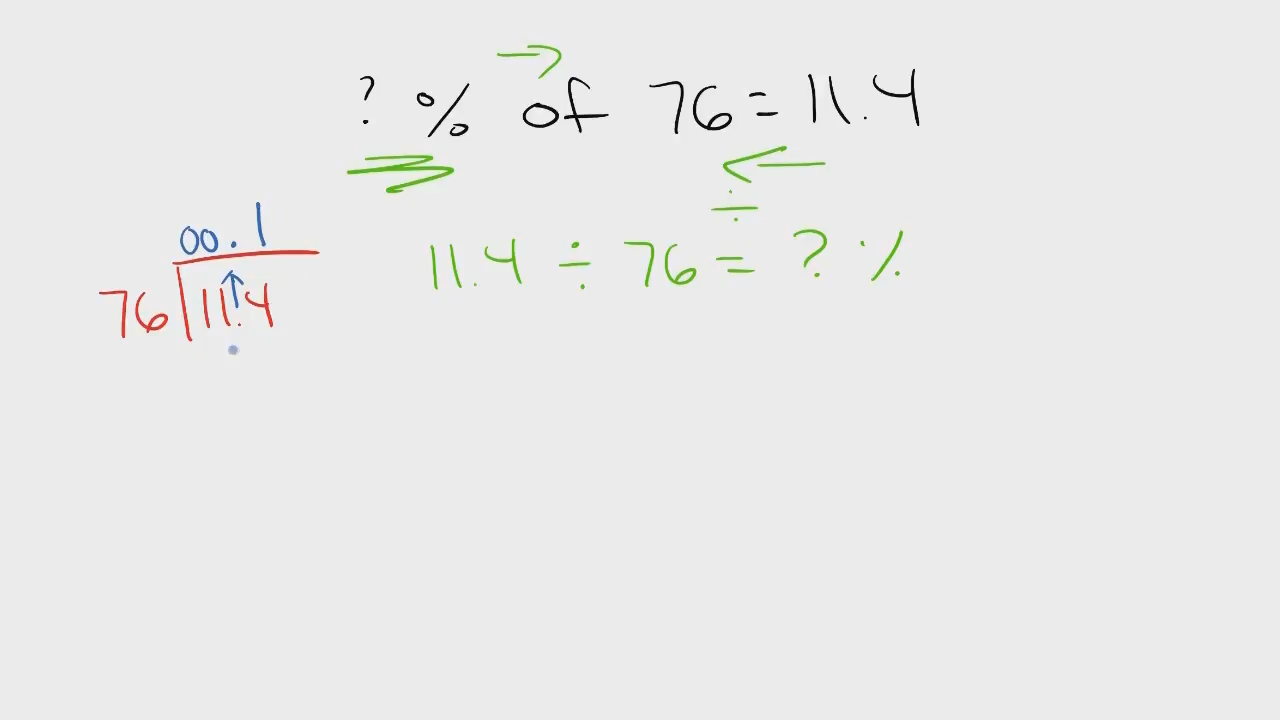 ? % of 76 = 11.4
11.4 ÷ 76 = ? %
00.1
76 11.4